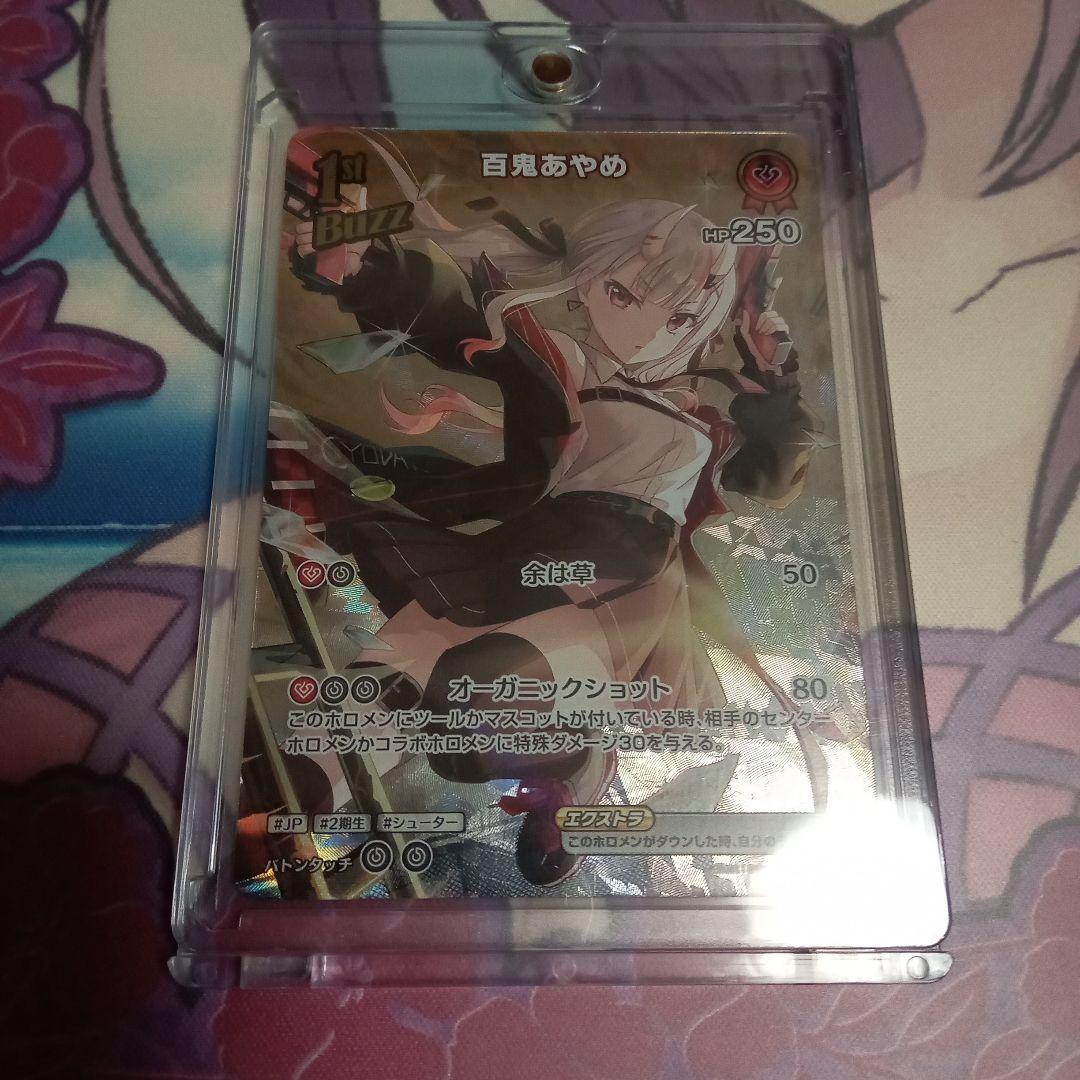 1st
Buzz
百鬼あやめ
HP250
余は草 50
オーガニックショット 80
このホロメンにツールかマスコットが付いている時、相手のセンター
ホロメンかコラボホロメンに特殊ダメージ30を与える。
#JP #2期生 #シューター
エクストラ
このホロメンがダウンした時、自分の
バトンタッチ